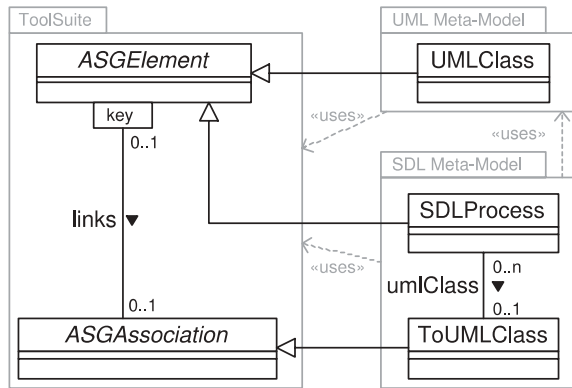 ToolSuite
UML Meta-Model
ASGElement
UMLClass
key
0..1
«uses»
«uses»
SDL Meta-Model
links ▼
SDLProcess
«uses»
0..n
umlClass ▼
0..1
0..1
ASGAssociation
ToUMLClass